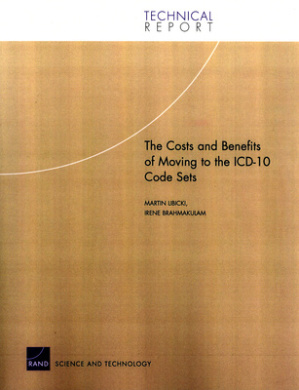 TECHNICAL
REPORT
The Costs and Benefits
of Moving to the ICD-10
Code Sets
MARTIN LIBICKI,
IRENE BRAHMAKULAM
RAND
SCIENCE AND TECHNOLOGY